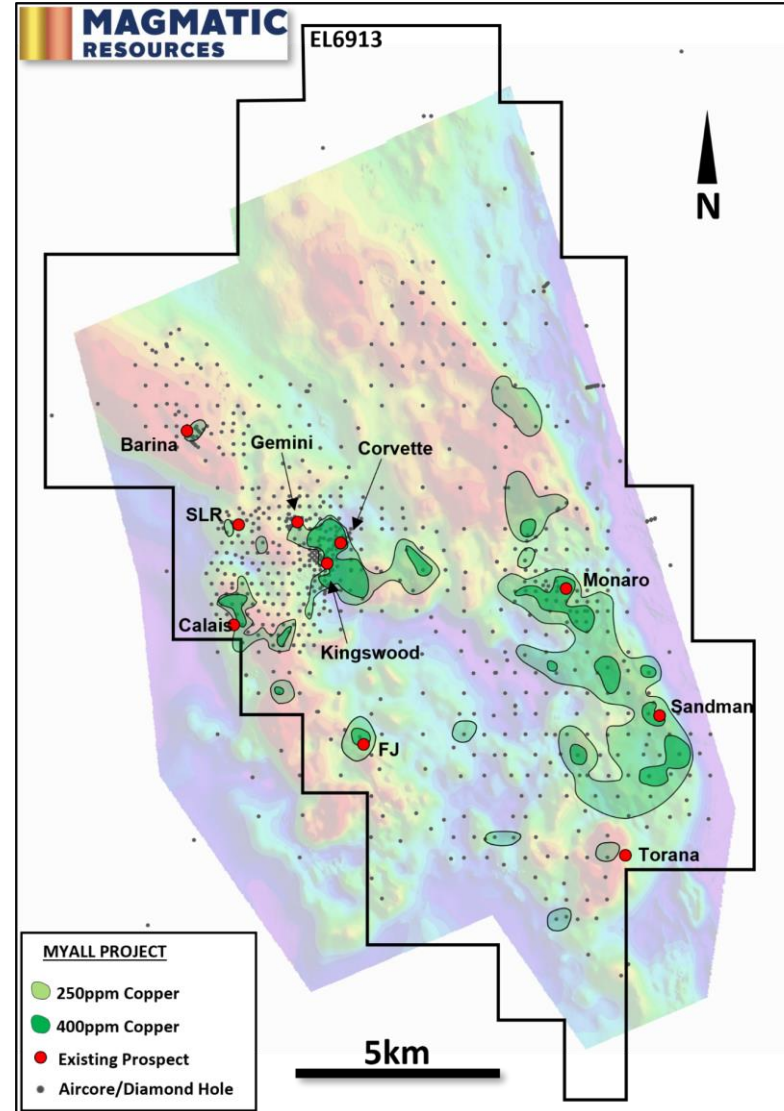 MAGMATIC
RESOURCES
EL6913
N
Barina
Gemini
Corvette
SLR
Monaro
Calais
Kingswood
Sandman
FJ
Torana
MYALL PROJECT
250ppm Copper
400ppm Copper
Existing Prospect
Aircore/Diamond Hole
5km